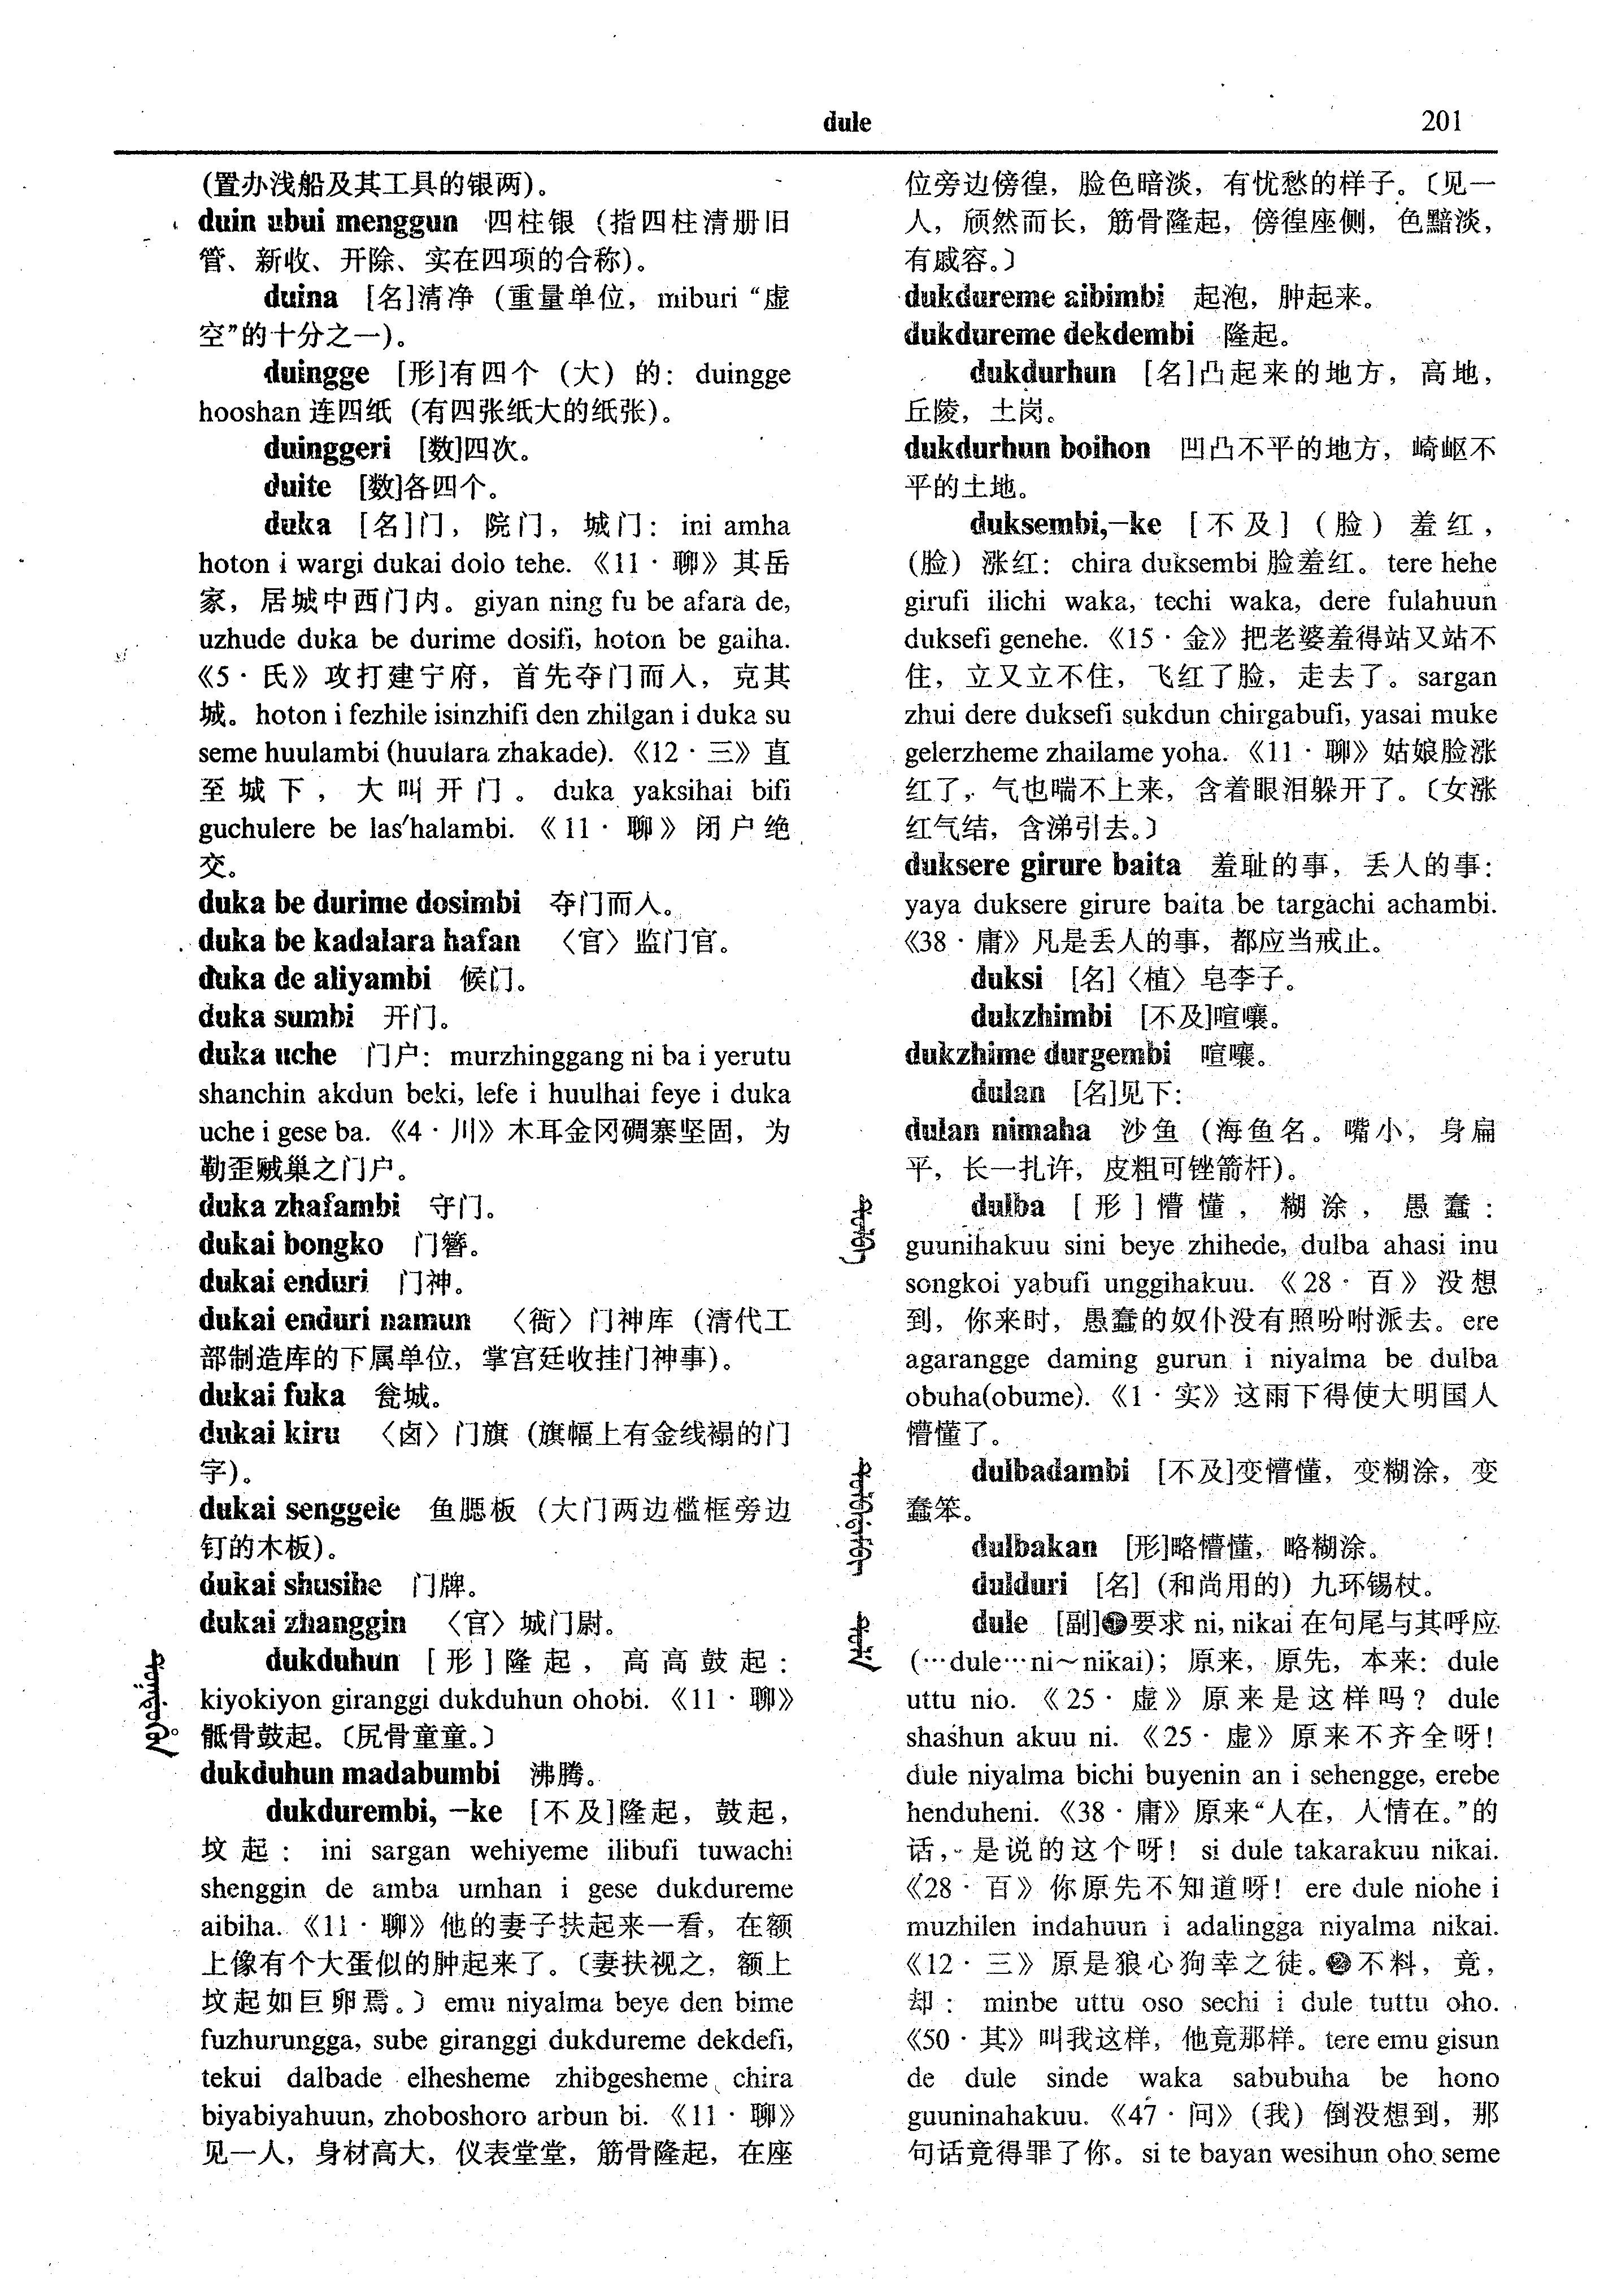 dule
201
(置办浅船及其工具的银两)。
duin ubui menggun 四柱银（指四柱清册旧
管、新收、开除、实在四项的合称)。
duina [名]清净（重量单位，miburi “虚
空”的十分之一)。
duingge [形]有四个（大）的：duingge
hooshan 连四纸（有四张纸大的纸张)。
duinggeri [数]四次。
duite [数]各四个。
duka [名]门，院门，城门：ini amha
hoton i wargi dukai dolo tehe.《11·聊》其岳
家，居城中西门内。giyan ning fu be afara de,
uzhude duka be durime dosifi, hoton be gaiha.
《5·氏》攻打建宁府，首先夺门而人，克其
城。hoton i fezhile isinzhifi den zhilgan i duka su
seme huulambi (huulara zhakade).《12·三》直
至城下，大叫开门。duka yaksihai bifi
guchulere be las'halambi.《11·聊》闭户绝
交。
duka be durime dosimbi 夺门而人。
duka be kadalara hafan 〈官〉监门官。
duka de aliyambi 候门。
duka sumbi 开门。
duka uche 门户：murzhinggang ni ba i yerutu
shanchin akdun beki, lefe i huulhai feye i duka
uche i gese ba.《4·川》木耳金冈碉寨坚固，为
勒歪贼巢之门户。
duka zhafambi 守门。
dukai bongko 门簪。
dukai enduri 门神。
dukai enduri namun 〈衙〉门神库（清代工
部制造库的下属单位，掌宫廷收挂门神事)。
dukai fuka 瓮城。
dukai kiru 〈卤〉门旗（旗幅上有金线褟的门
字)。
dukai senggele 鱼腮板（大门两边槛框旁边
钉的木板)。
dukai shusihe 门牌。
dukai zhanggin 〈官〉城门尉。
dukduhun [形]隆起，高高鼓起：
kiyokiyon giranggi dukduhun ohobi.《11·聊》
骶骨鼓起。〔尻骨童童。〕
dukduhun madabumbi 沸腾。
dukdurembi, -ke [不及]隆起，鼓起，
坟起：ini sargan wehiyeme ilibufi tuwachi
shenggin de amba umhan i gese dukdureme
aibiha.《11·聊》他的妻子扶起来一看，在额
上像有个大蛋似的肿起来了。〔妻扶视之，额上
坟起如巨卵焉。〕emu niyalma beye den bime
fuzhurungga, sube giranggi dukdureme dekdefi,
tekui dalbade elhesheme zhibgesheme chira
biyabiyahuun, zhoboshoro arbun bi.《11·聊》
见一人，身材高大，仪表堂堂，筋骨隆起，在座
位旁边傍徨，脸色暗淡，有忧愁的样子。〔见一
人，颀然而长，筋骨隆起，傍徨座侧，色黯淡，
有戚容。〕
dukdureme aibimbi 起泡，肿起来。
dukdureme dekdembi 隆起。
dukdurhun [名]凸起来的地方，高地，
丘陵，土岗。
dukdurhun boihon 凹凸不平的地方，崎岖不
平的土地。
duksembi,-ke [不及]（脸）羞红，
(脸）涨红：chira duksembi 脸羞红。tere hehe
girufi ilichi waka, techi waka, dere fulahuun
duksefi genehe.《15·金》把老婆羞得站又站不
住，立又立不住，飞红了脸，走去了。sargan
zhui dere duksefi sukdun chirgabufi, yasai muke
gelerzheme zhailame yoha.《11·聊》姑娘脸涨
红了，气也喘不上来，含着眼泪躲开了。〔女涨
红气结，含涕引去。〕
duksere girure baita 羞耻的事，丢人的事：
yaya duksere girure baita be targachi achambi.
《38·庸》凡是丢人的事，都应当戒止。
duksi [名]〈植〉皂李子。
dukzhimbi [不及]喧嚷。
dukzhime durgembi 喧嚷。
dulan [名]见下：
dulan nimaha 沙鱼（海鱼名。嘴小，身扁
平，长一扎许，皮粗可锉箭杆)。
dulba [形]懵懂，糊涂，愚蠢：
guunihakuu sini beye zhihede, dulba ahasi inu
songkoi yabufi unggihakuu.《28·百》没想
到，你来时，愚蠢的奴仆没有照吩咐派去。ere
agarangge daming gurun i niyalma be dulba
obuha(obume).《1·实》这雨下得使大明国人
懵懂了。
dulbadambi [不及]变懵懂，变糊涂，变
蠢笨。
dulbakan [形]略懵懂，略糊涂。
dulduri [名]（和尚用的）九环锡杖。
dule [副]❶要求 ni, nikai 在句尾与其呼应
(…dule…ni～nikai)；原来，原先，本来：dule
uttu nio.《25·虚》原来是这样吗？dule
shashun akuu ni.《25·虚》原来不齐全呀！
dule niyalma bichi buyenin an i sehengge, erebe
henduheni.《38·庸》原来“人在，人情在。”的
话，是说的这个呀！si dule takarakuu nikai.
《28·百》你原先不知道呀！ere dule niohe i
muzhilen indahuun i adalingga niyalma nikai.
《12·三》原是狼心狗幸之徒。❷不料，竟，
却：minbe uttu oso sechi i dule tuttu oho.
《50·其》叫我这样，他竟那样。tere emu gisun
de dule sinde waka sabubuha be hono
guuninahakuu.《47·问》（我）倒没想到，那
句话竟得罪了你。si te bayan wesihun oho seme